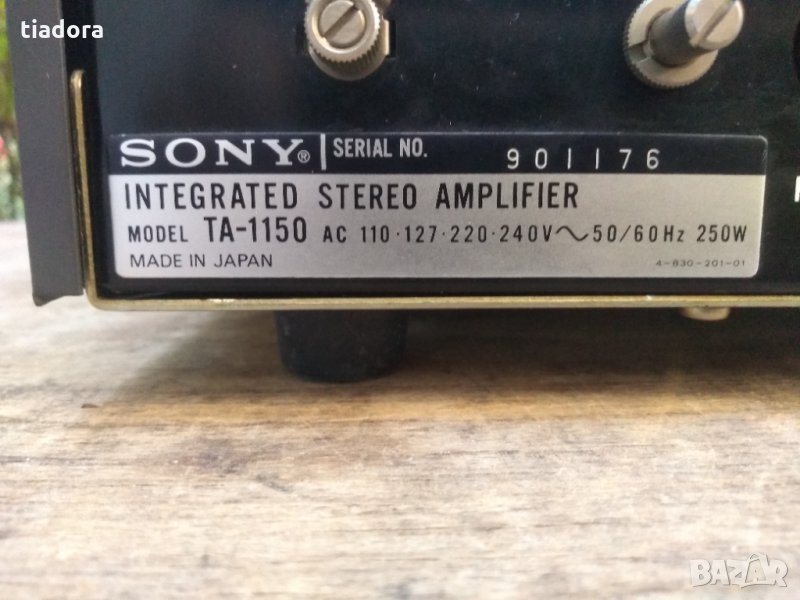 tiadora
SONY® SERIAL NO. 901176
INTEGRATED STEREO AMPLIFIER
MODEL TA-1150 AC 110·127·220·240V～50/60Hz 250W
MADE IN JAPAN 4-830-201-01
BAZAR